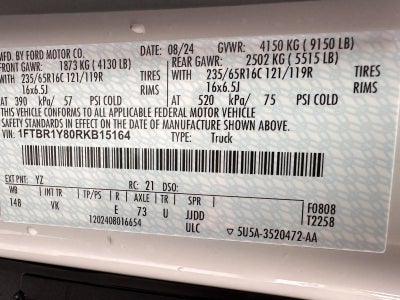 MFD. BY FORD MOTOR CO. DATE: 08/24 GVWR: 4150 KG ( 9150 LB)
FRONT GAWR: 1873 KG ( 4130 LB) REAR GAWR: 2502 KG ( 5515 LB)
235/65R16C 121/119R TIRES 235/65R16C 121/119R TIRES
16x6.5J RIMS 16x6.5J RIMS
AT 390 kPa/ 57 PSI COLD AT 520 kPa/ 75 PSI COLD
THIS VEHICLE CONFORMS TO ALL APPLICABLE FEDERAL MOTOR VEHICLE
SAFETY STANDARDS IN EFFECT ON THE DATE OF MANUFACTURE SHOWN ABOVE.
VIN: 1FTBR1Y80RKB15164 TYPE: Truck
EXT PNT: YZ RC: 21 DSO:
WB INT TR TP/PS R AXLE TR SPR
148 VK E 73 U JJDD
1202408016654 ULC
F0808
T2258
5U5A-3520472-AA